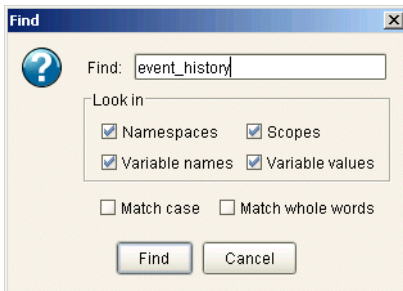 Find
Find: event_history
Look in
Namespaces Scopes
Variable names Variable values
Match case Match whole words
Find Cancel